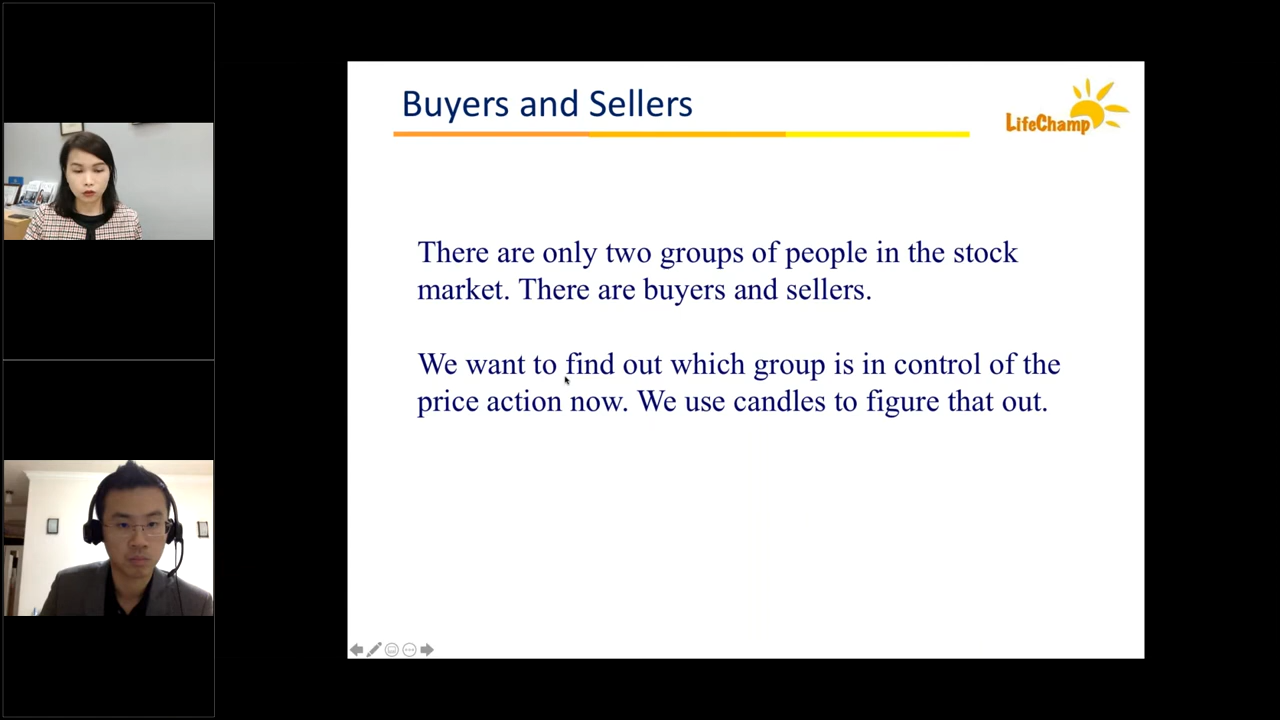 Buyers and Sellers
LifeChamp
There are only two groups of people in the stock
market. There are buyers and sellers.
We want to find out which group is in control of the
price action now. We use candles to figure that out.